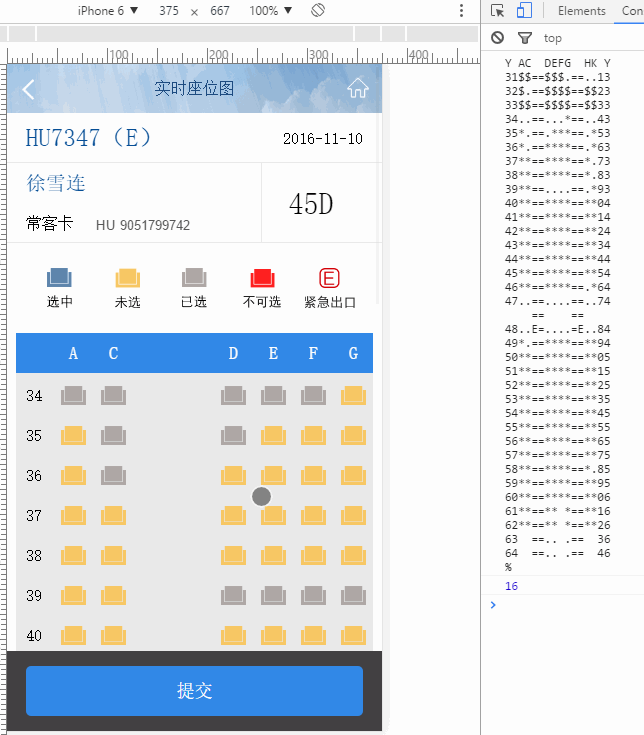 iPhone 6 ▼ 375 × 667 100% ▼
Elements Con
top
100 200 300 400
实时座位图
HU7347（E） 2016-11-10
徐雪连
常客卡 HU 9051799742
45D
选中 未选 已选 不可选 E 紧急出口
A C D E F G
34
35
36
37
38
39
40
提交
Y AC  DEFG  HK Y
31$$==$$$.==..13
32$.==$$$$==$$23
33$$==$$$$==$$33
34..==...*==..43
35*.==.***==.*53
36*.==****==.*63
37**==****==*.73
38**==****==*.83
39**==....==.*93
40**==****==**04
41**==****==**14
42**==****==**24
43**==****==**34
44**==****==**44
45**==****==**54
46**==****==.*64
47..==....==..74
==    ==
48..E=....=E..84
49*.==****==**94
50**==****==**05
51**==****==**15
52**==****==**25
53**==****==**35
54**==****==**45
55**==****==**55
56**==****==**65
57**==****==**75
58**==****==*.85
59**==****==**95
60**==****==**06
61**==** *==**16
62**==** *==**26
63  ==.. .==  36
64  ==.. .==  46
%
16